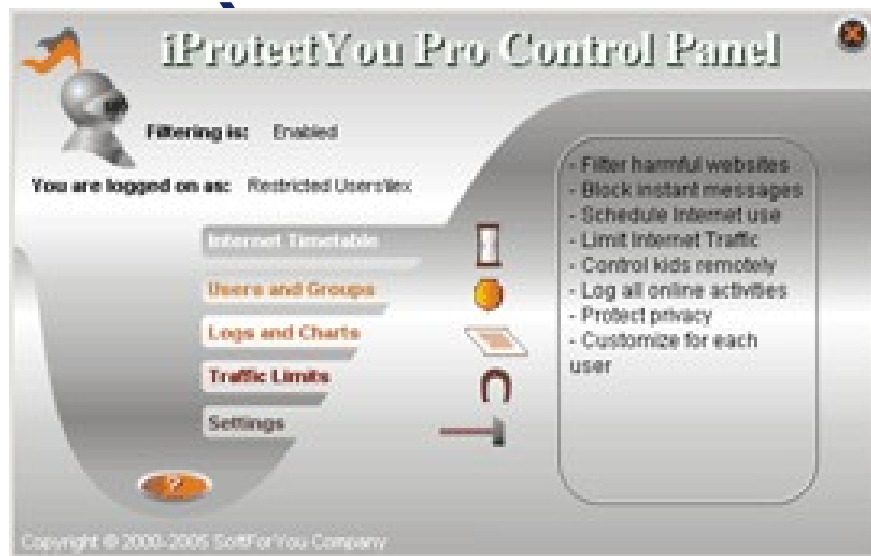 iProtectYou Pro Control Panel
Filtering is: Enabled
You are logged on as: Restricted Users\lex
Internet Timetable
Users and Groups
Logs and Charts
Traffic Limits
Settings
?
- Filter harmful websites
- Block instant messages
- Schedule Internet use
- Limit Internet Traffic
- Control kids remotely
- Log all online activities
- Protect privacy
- Customize for each
user
Copyright © 2000-2005 SoftForYou Company